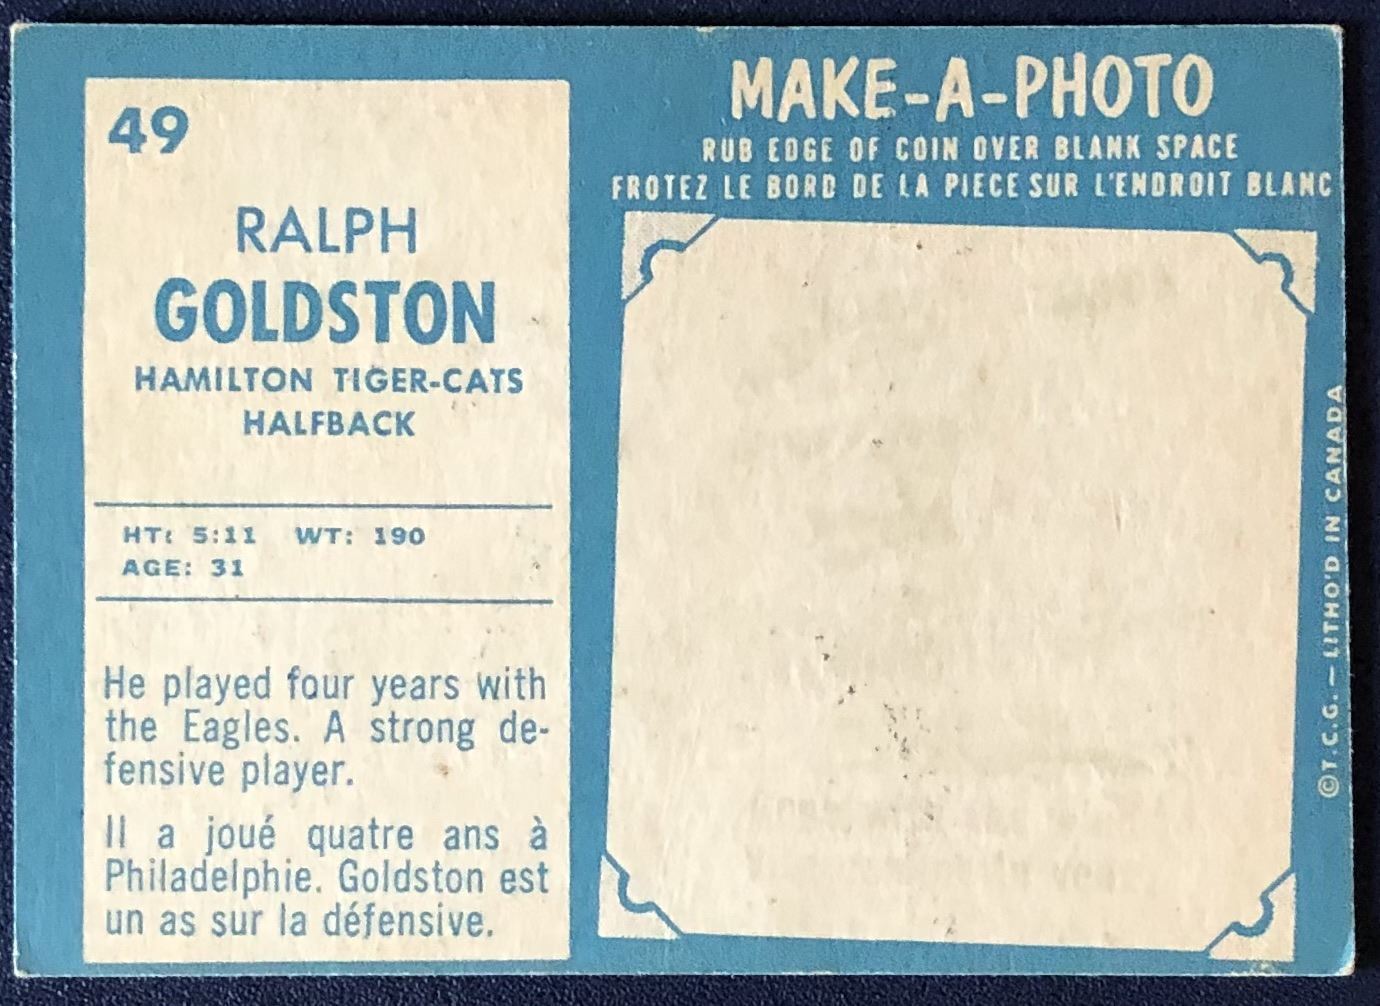 49
RALPH
GOLDSTON
HAMILTON TIGER-CATS
HALFBACK
HT: 5:11 WT: 190
AGE: 31
He played four years with
the Eagles. A strong de-
fensive player.
Il a joué quatre ans à
Philadelphie. Goldston est
un as sur la défensive.
MAKE-A-PHOTO
RUB EDGE OF COIN OVER BLANK SPACE
FROTEZ LE BORD DE LA PIECE SUR L'ENDROIT BLANC
©T.C.G. — LITHO'D IN CANADA